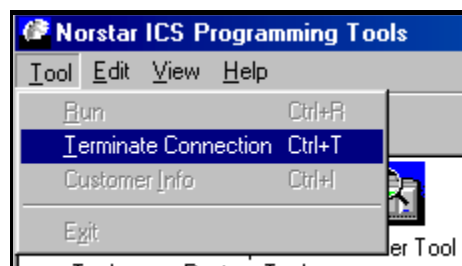 Norstar ICS Programming Tools
Tool Edit View Help
Run Ctrl+R
Terminate Connection Ctrl+T
Customer Info Ctrl+I
Exit
er Tool